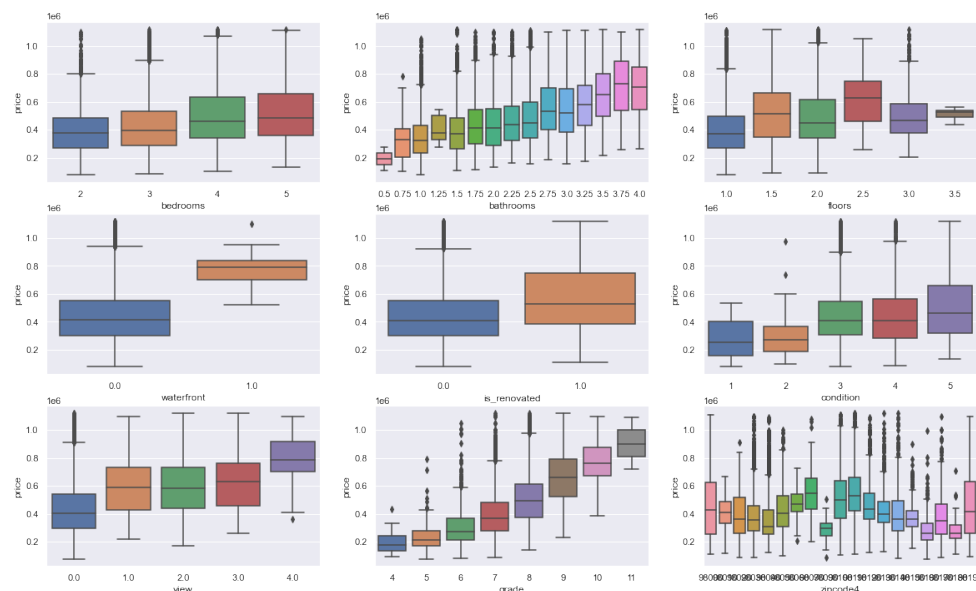 1e6 1e6 1e6
1.0 1.0 1.0
0.8 0.8 0.8
price price price
0.6 0.6 0.6
0.4 0.4 0.4
0.2 0.2 0.2
2 3 4 5 0.5 0.75 1.0 1.25 1.5 1.75 2.0 2.25 2.5 2.75 3.0 3.25 3.5 3.75 4.0 1.0 1.5 2.0 2.5 3.0 3.5
bedrooms bathrooms floors
1e6 1e6 1e6
1.0 1.0 1.0
0.8 0.8 0.8
price price price
0.6 0.6 0.6
0.4 0.4 0.4
0.2 0.2 0.2
0.0 1.0 0.0 1.0 1 2 3 4 5
waterfront is_renovated condition
1e6 1e6 1e6
1.0 1.0 1.0
0.8 0.8 0.8
price price price
0.6 0.6 0.6
0.4 0.4 0.4
0.2 0.2 0.2
0.0 1.0 2.0 3.0 4.0 4 5 6 7 8 9 10 11
view grade zipcode4